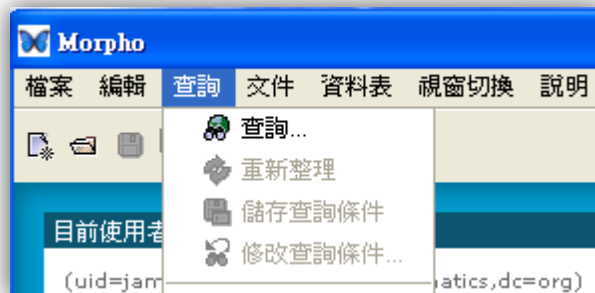 Morpho
檔案 編輯 查詢 文件 資料表 視窗切換 說明
查詢...
重新整理
儲存查詢條件
修改查詢條件...
目前使用者
(uid=jam
atics,dc=org)